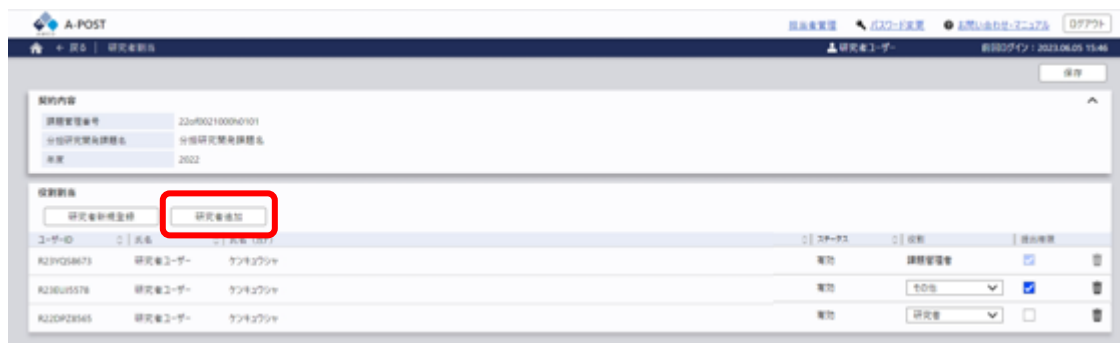 A-POST
担当者管理 パスワード変更 お問い合わせ・マニュアル ログアウト
← 戻る 研究者割当 研究者ユーザー 前回ログイン：2023.06.05 15:46
保存
契約内容
課題管理番号 22of0021000h0101
分担研究開発課題名 分担研究開発課題名
年度 2022
役割割当
研究者新規登録 研究者追加
ユーザーID 氏名 氏名（カナ） ステータス 役割 提出権限
R23YQS8673 研究者ユーザー ケンキュウシャ 有効 課題管理者
R23EUI5578 研究者ユーザー ケンキュウシャ 有効 その他
R22DPZ8565 研究者ユーザー ケンキュウシャ 有効 研究者